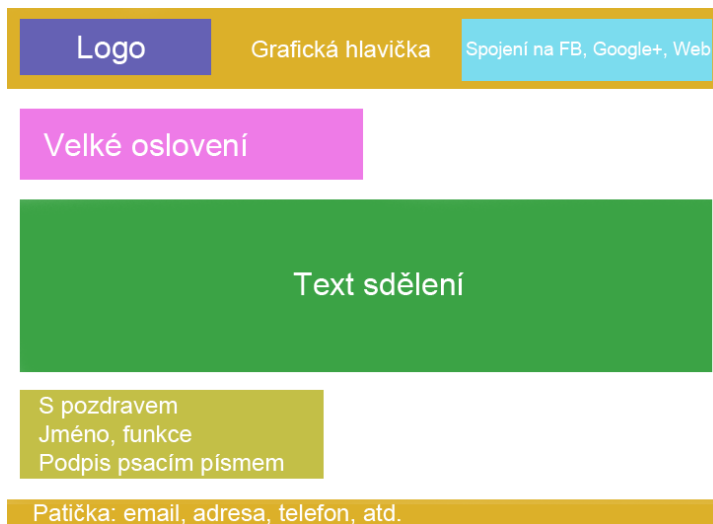 Logo
Grafická hlavička
Spojení na FB, Google+, Web
Velké oslovení
Text sdělení
S pozdravem
Jméno, funkce
Podpis psacím písmem
Patička: email, adresa, telefon, atd.